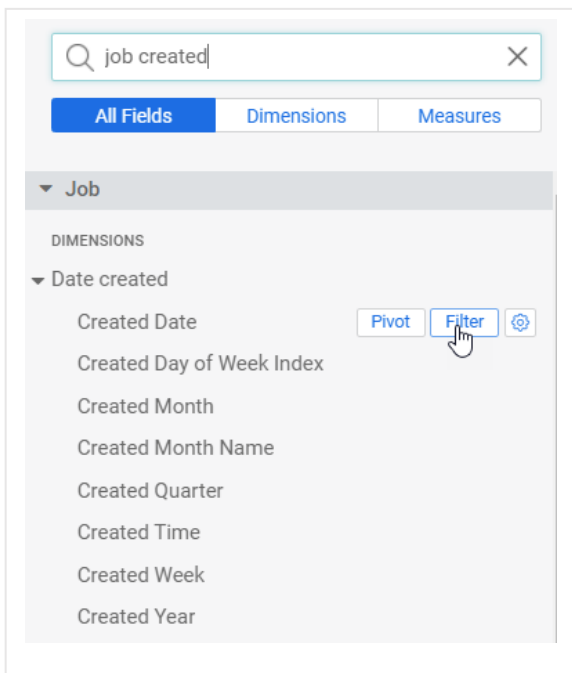 job created
All Fields Dimensions Measures
Job
DIMENSIONS
Date created
Created Date Pivot Filter
Created Day of Week Index
Created Month
Created Month Name
Created Quarter
Created Time
Created Week
Created Year